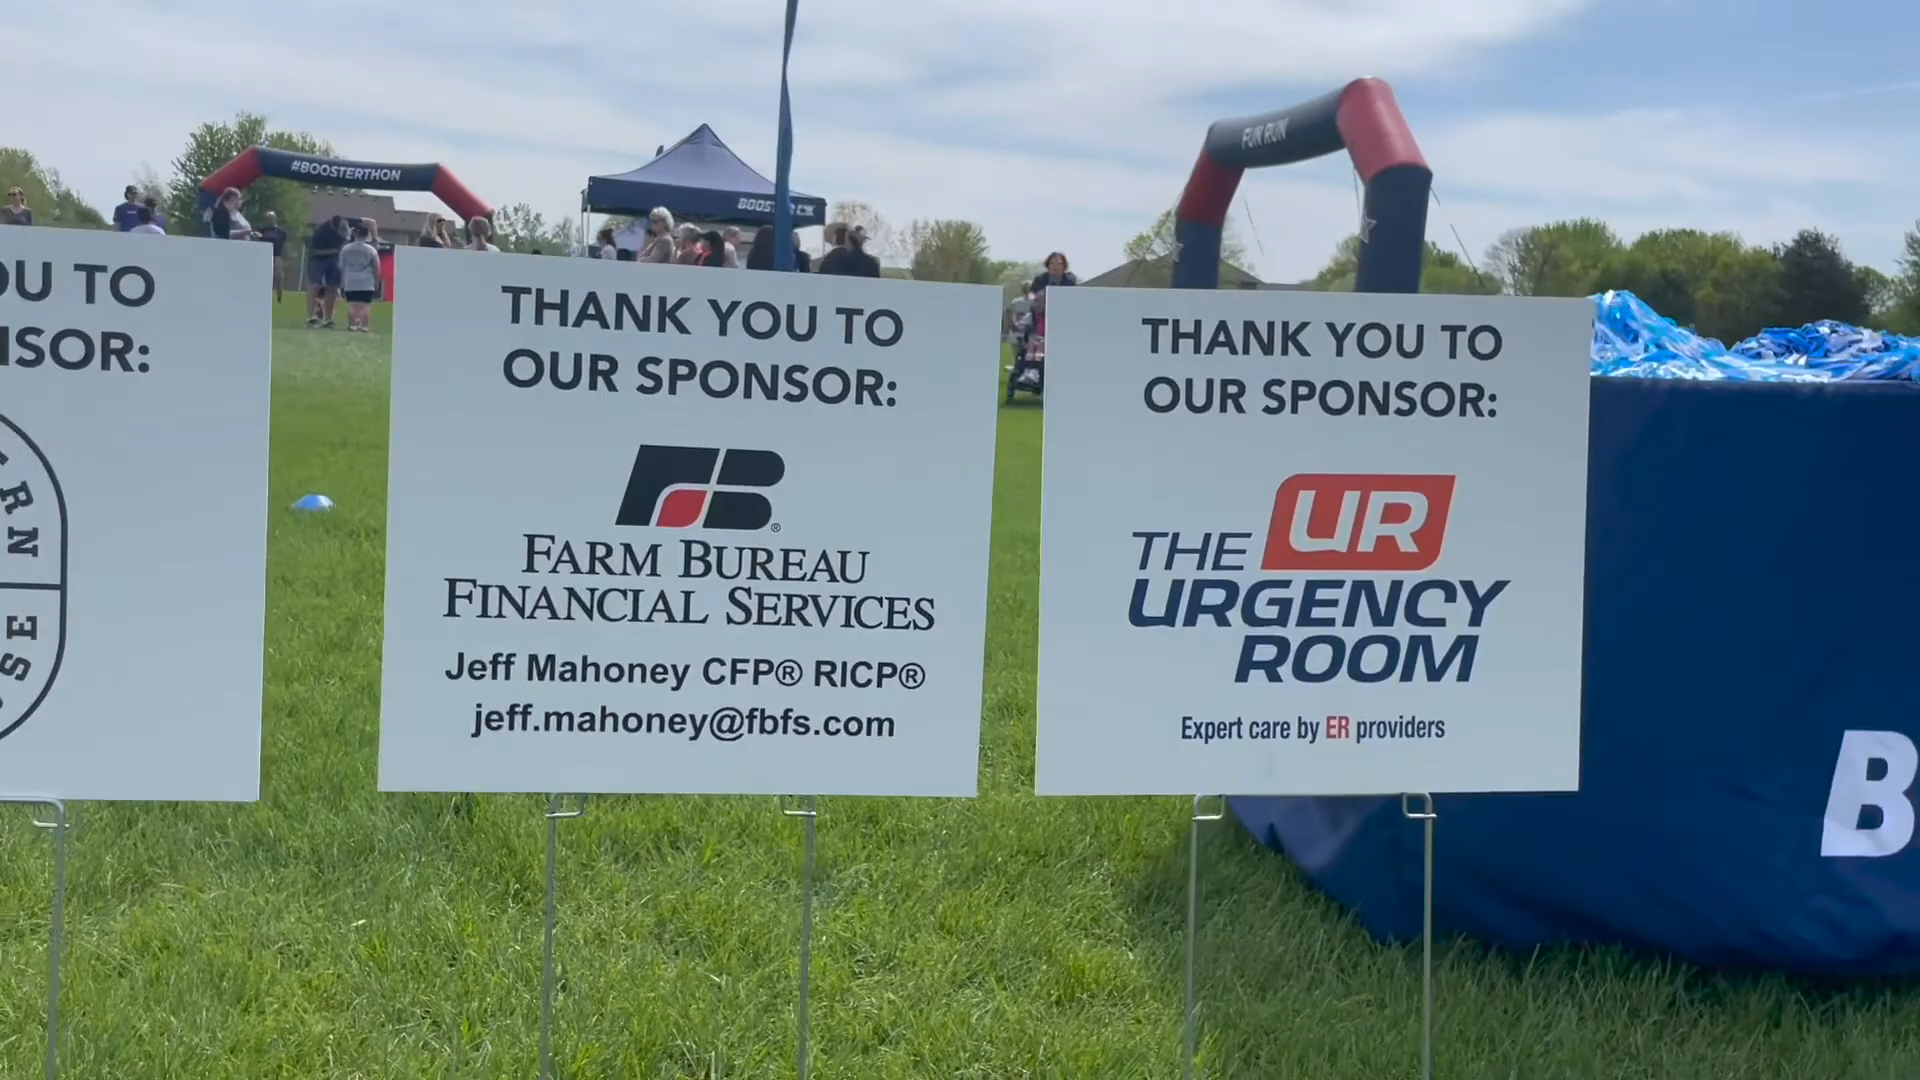 #BOOSTERTHON
FUN RUN
OU TO
NSOR:
THANK YOU TO
OUR SPONSOR:
FB®
FARM BUREAU
FINANCIAL SERVICES
Jeff Mahoney CFP® RICP®
jeff.mahoney@fbfs.com
THANK YOU TO
OUR SPONSOR:
UR
THE
URGENCY
ROOM
Expert care by ER providers
B